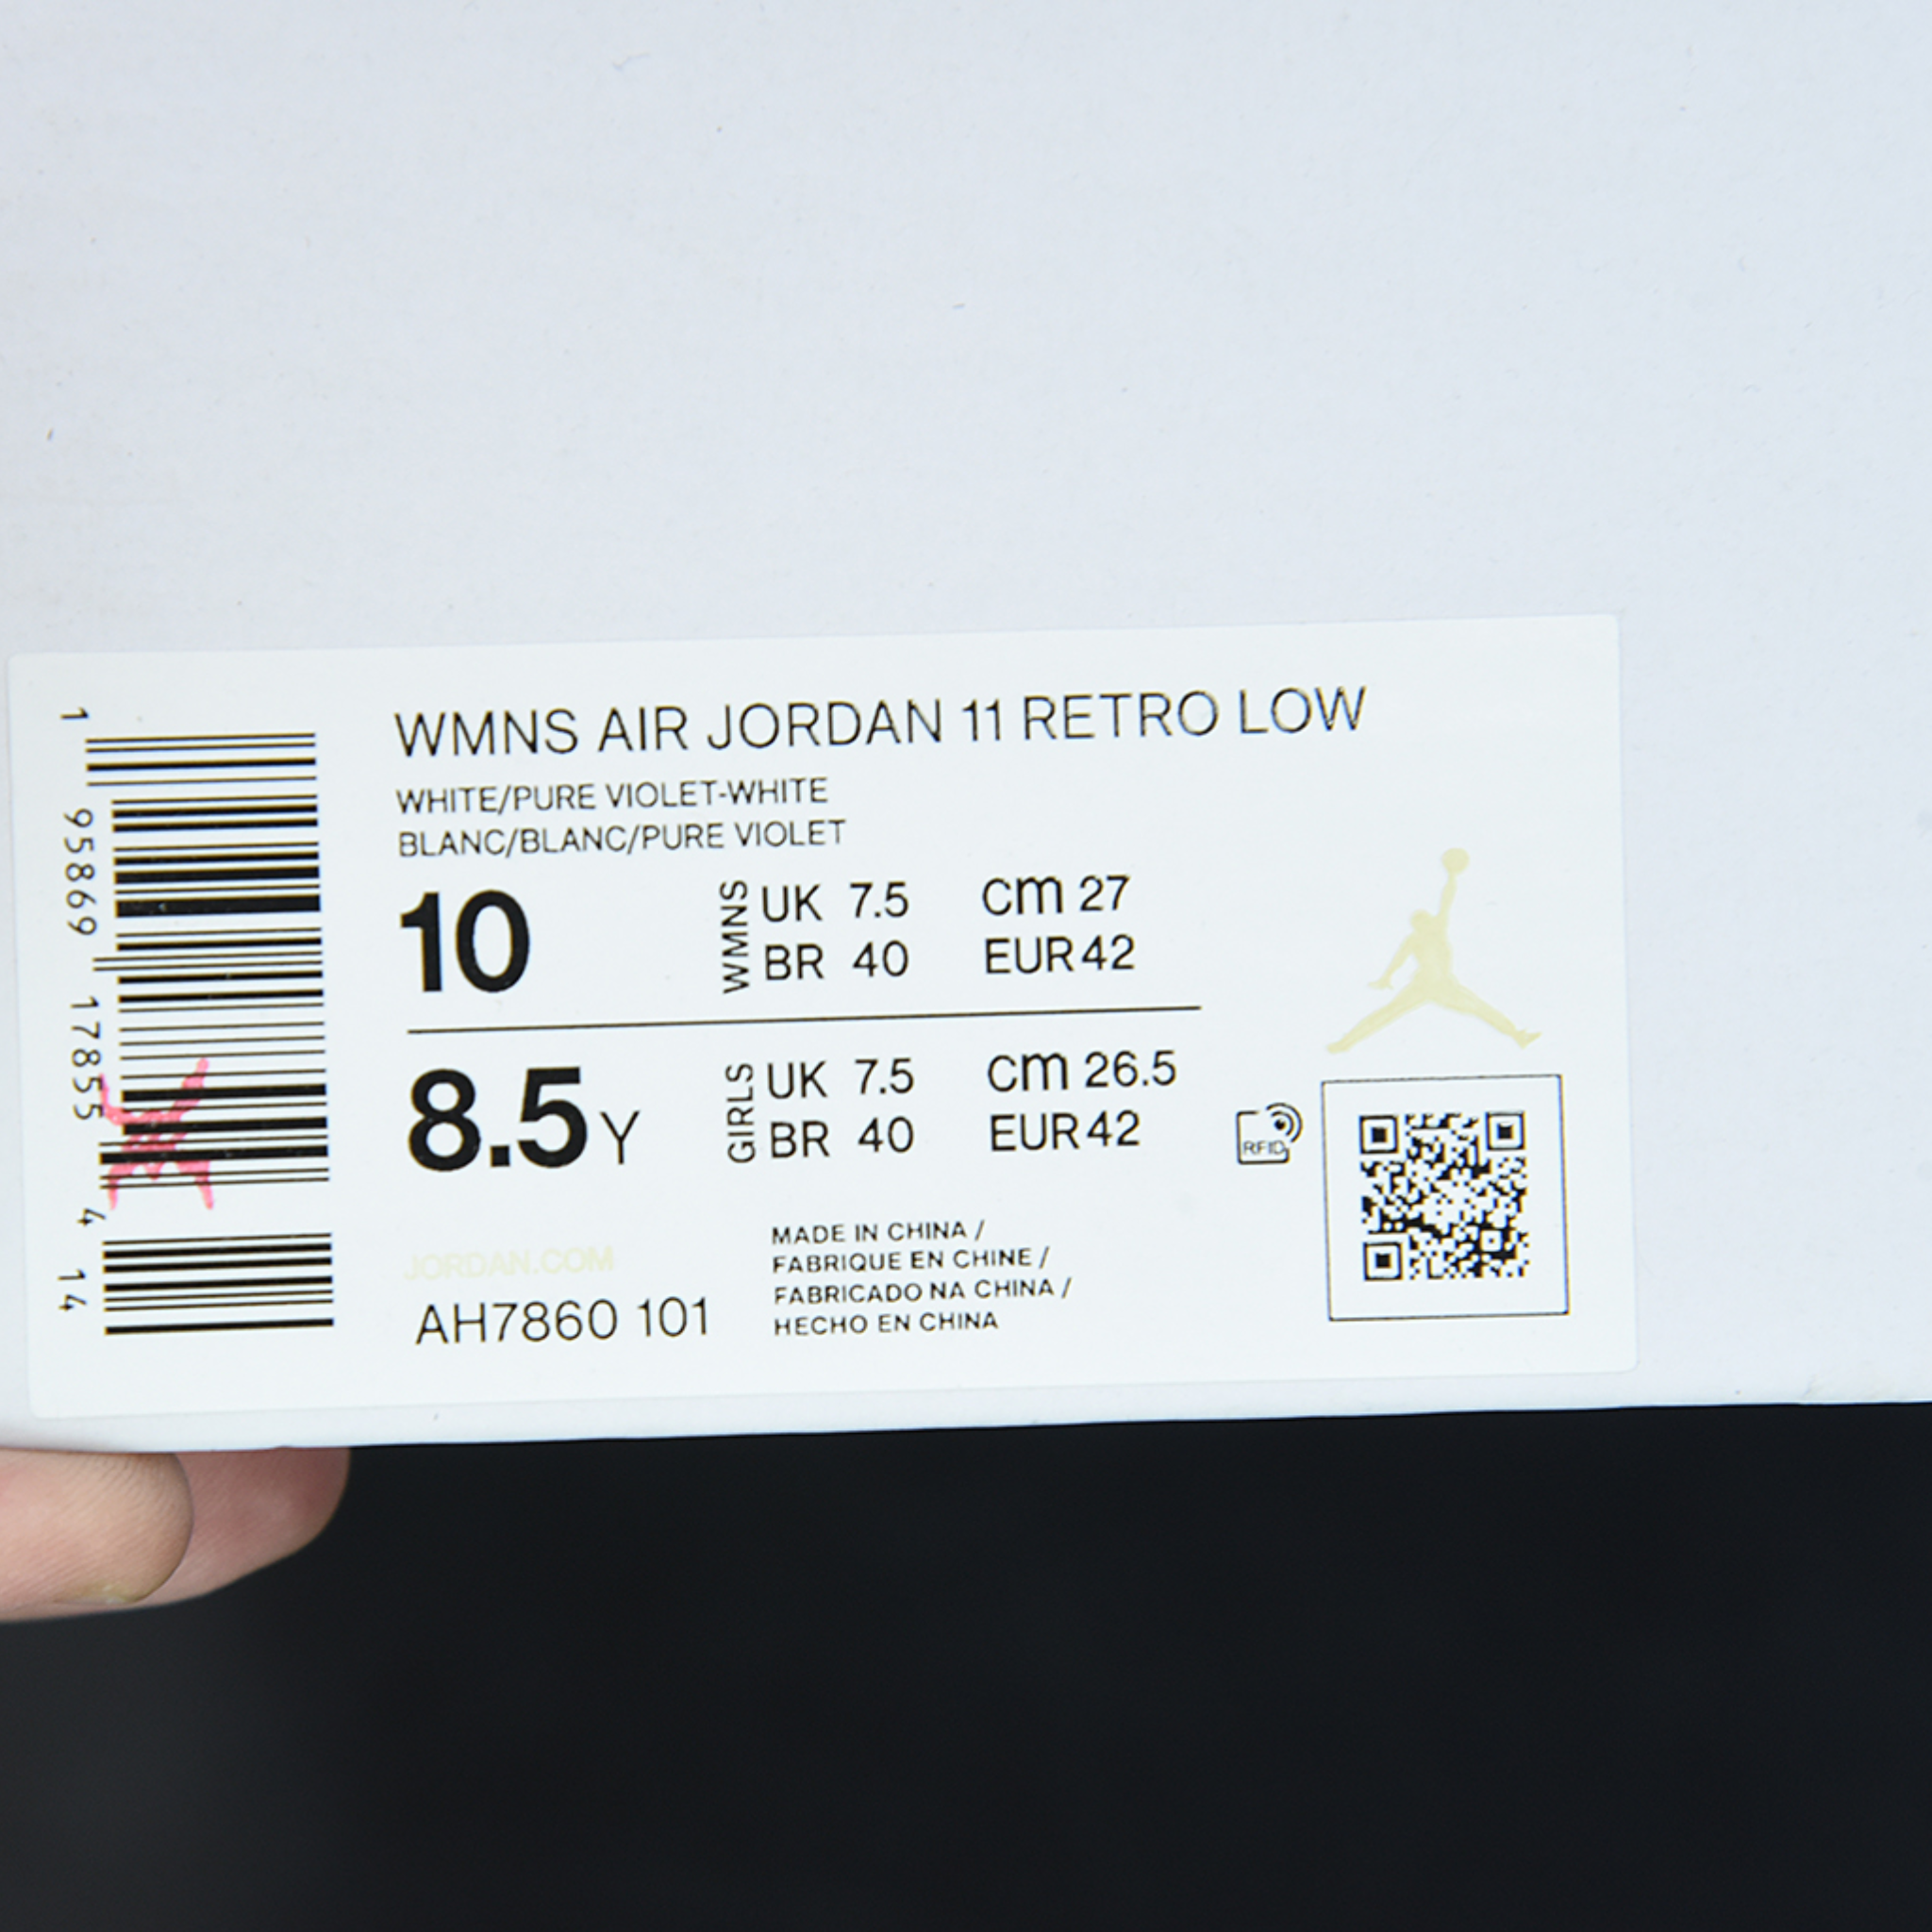 1 95869 17855 4 14
WMNS AIR JORDAN 11 RETRO LOW
WHITE/PURE VIOLET-WHITE
BLANC/BLANC/PURE VIOLET
10
WMNS
UK 7.5 cm 27
BR 40 EUR 42
8.5Y
GIRLS
UK 7.5 cm 26.5
BR 40 EUR 42
RFID
JORDAN.COM
AH7860 101
MADE IN CHINA /
FABRIQUE EN CHINE /
FABRICADO NA CHINA /
HECHO EN CHINA